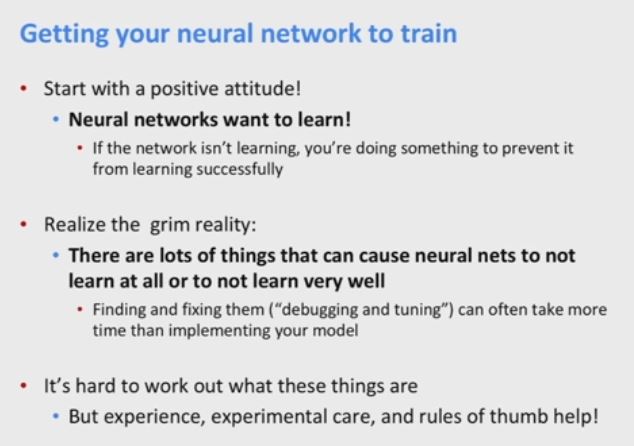 Getting your neural network to train
• Start with a positive attitude!
• Neural networks want to learn!
• If the network isn't learning, you're doing something to prevent it
from learning successfully
• Realize the grim reality:
• There are lots of things that can cause neural nets to not
learn at all or to not learn very well
• Finding and fixing them (“debugging and tuning”) can often take more
time than implementing your model
• It's hard to work out what these things are
• But experience, experimental care, and rules of thumb help!